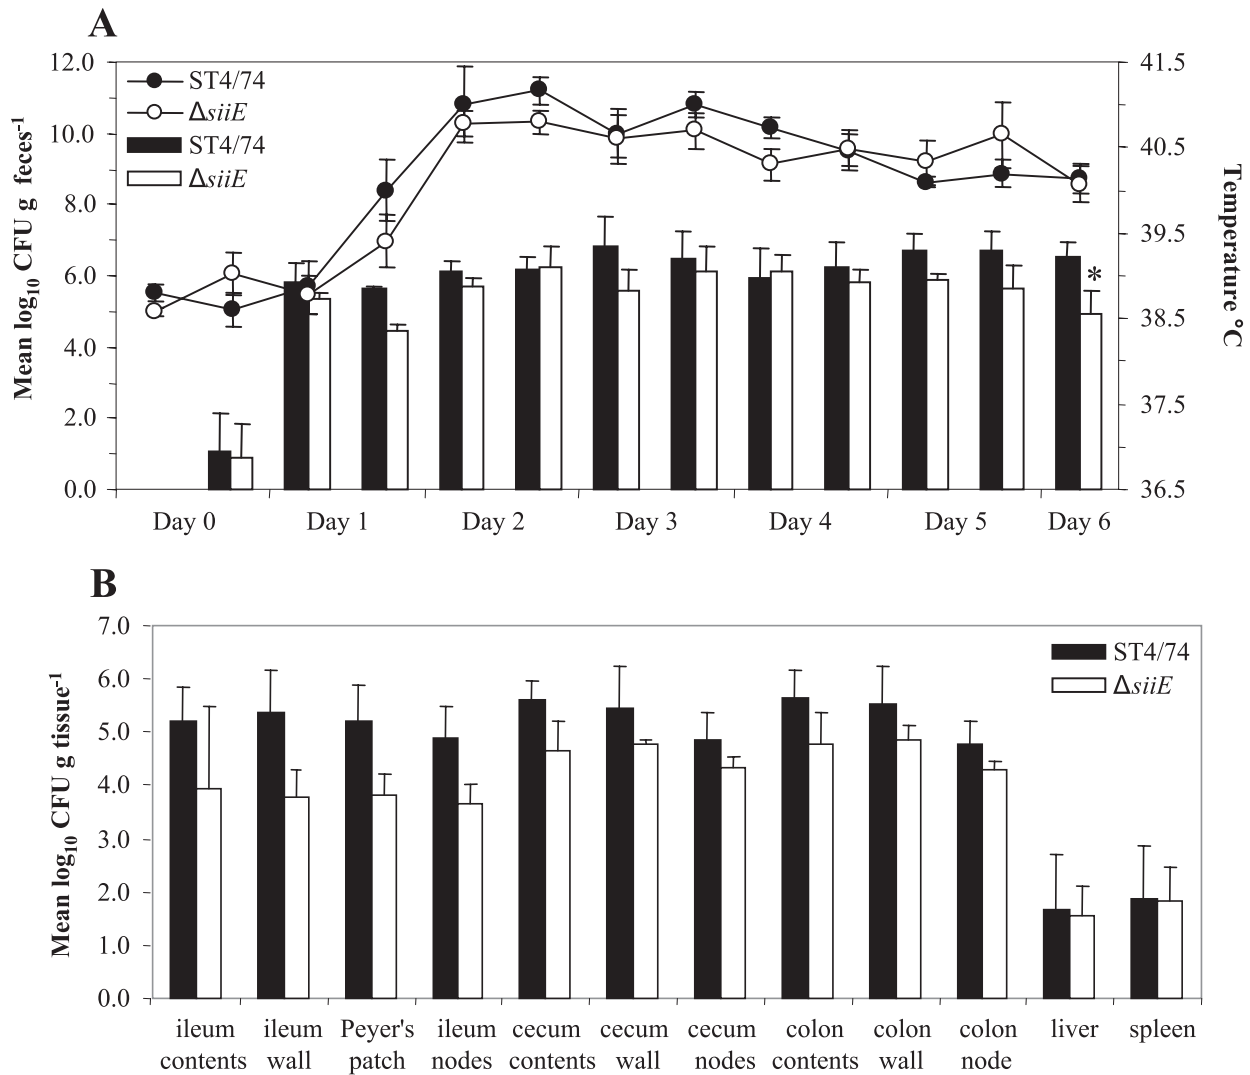 A
12.0
10.0
8.0
6.0
4.0
2.0
0.0
Mean log10 CFU g feces-1
ST4/74
ΔsiiE
ST4/74
ΔsiiE
*
41.5
40.5
39.5
38.5
37.5
36.5
Temperature °C
Day 0 Day 1 Day 2 Day 3 Day 4 Day 5 Day 6
B
7.0
6.0
5.0
4.0
3.0
2.0
1.0
0.0
Mean log10 CFU g tissue-1
ST4/74
ΔsiiE
ileum contents
ileum wall
Peyer's patch
ileum nodes
cecum contents
cecum wall
cecum nodes
colon contents
colon wall
colon node
liver
spleen